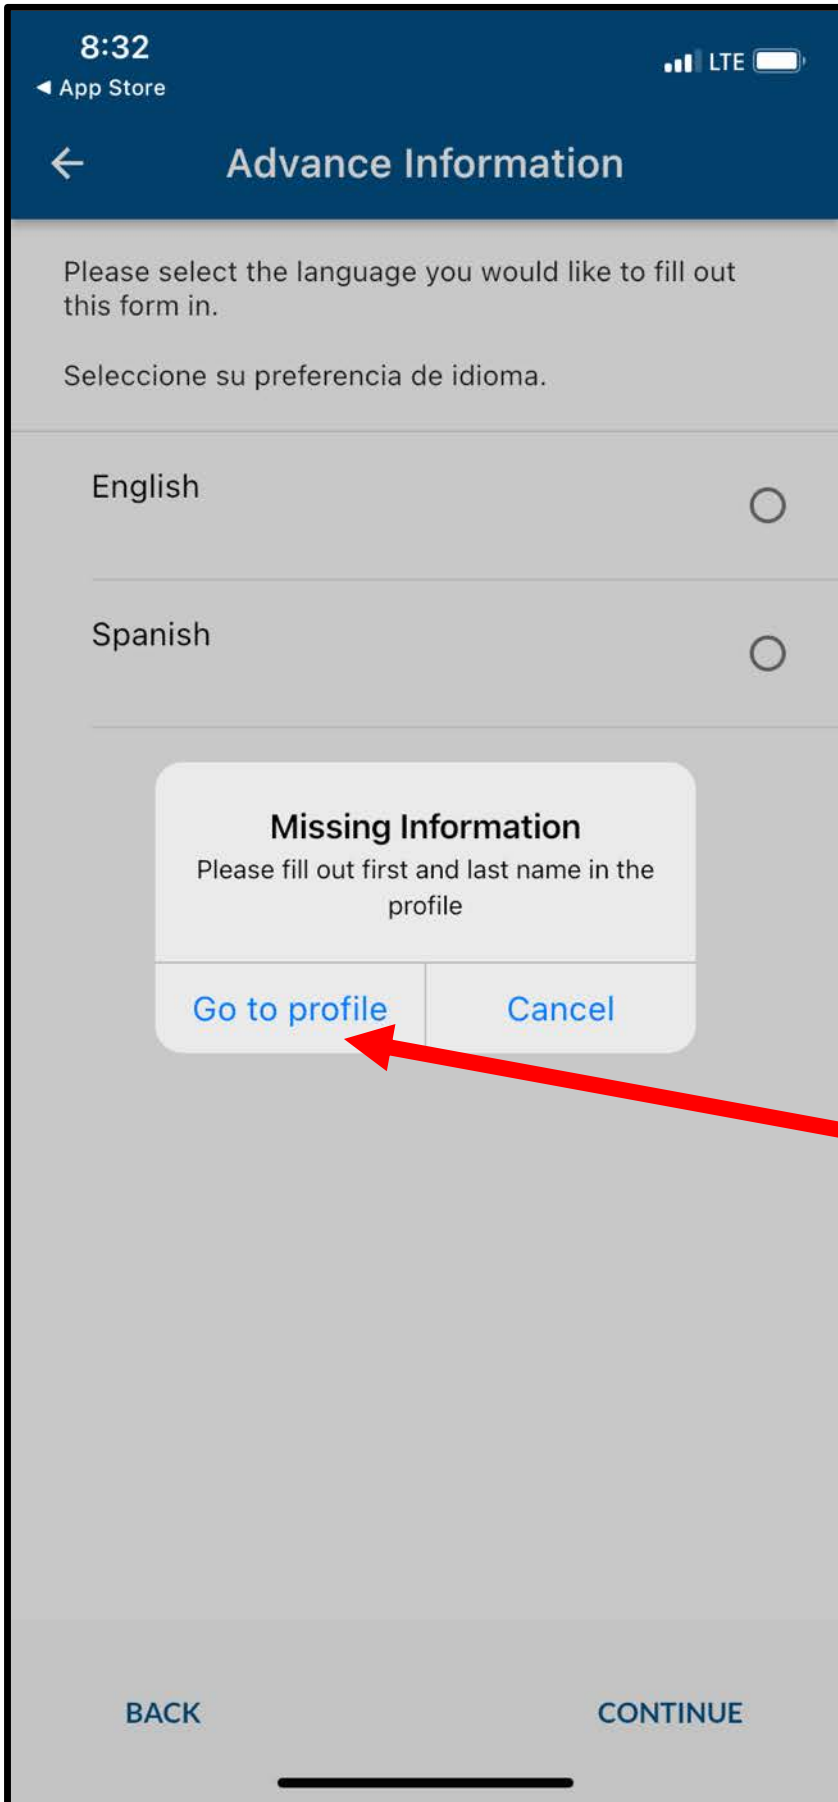 8:32
LTE
◀ App Store
← Advance Information
Please select the language you would like to fill out
this form in.
Seleccione su preferencia de idioma.
English
Spanish
Missing Information
Please fill out first and last name in the
profile
Go to profile
Cancel
BACK
CONTINUE